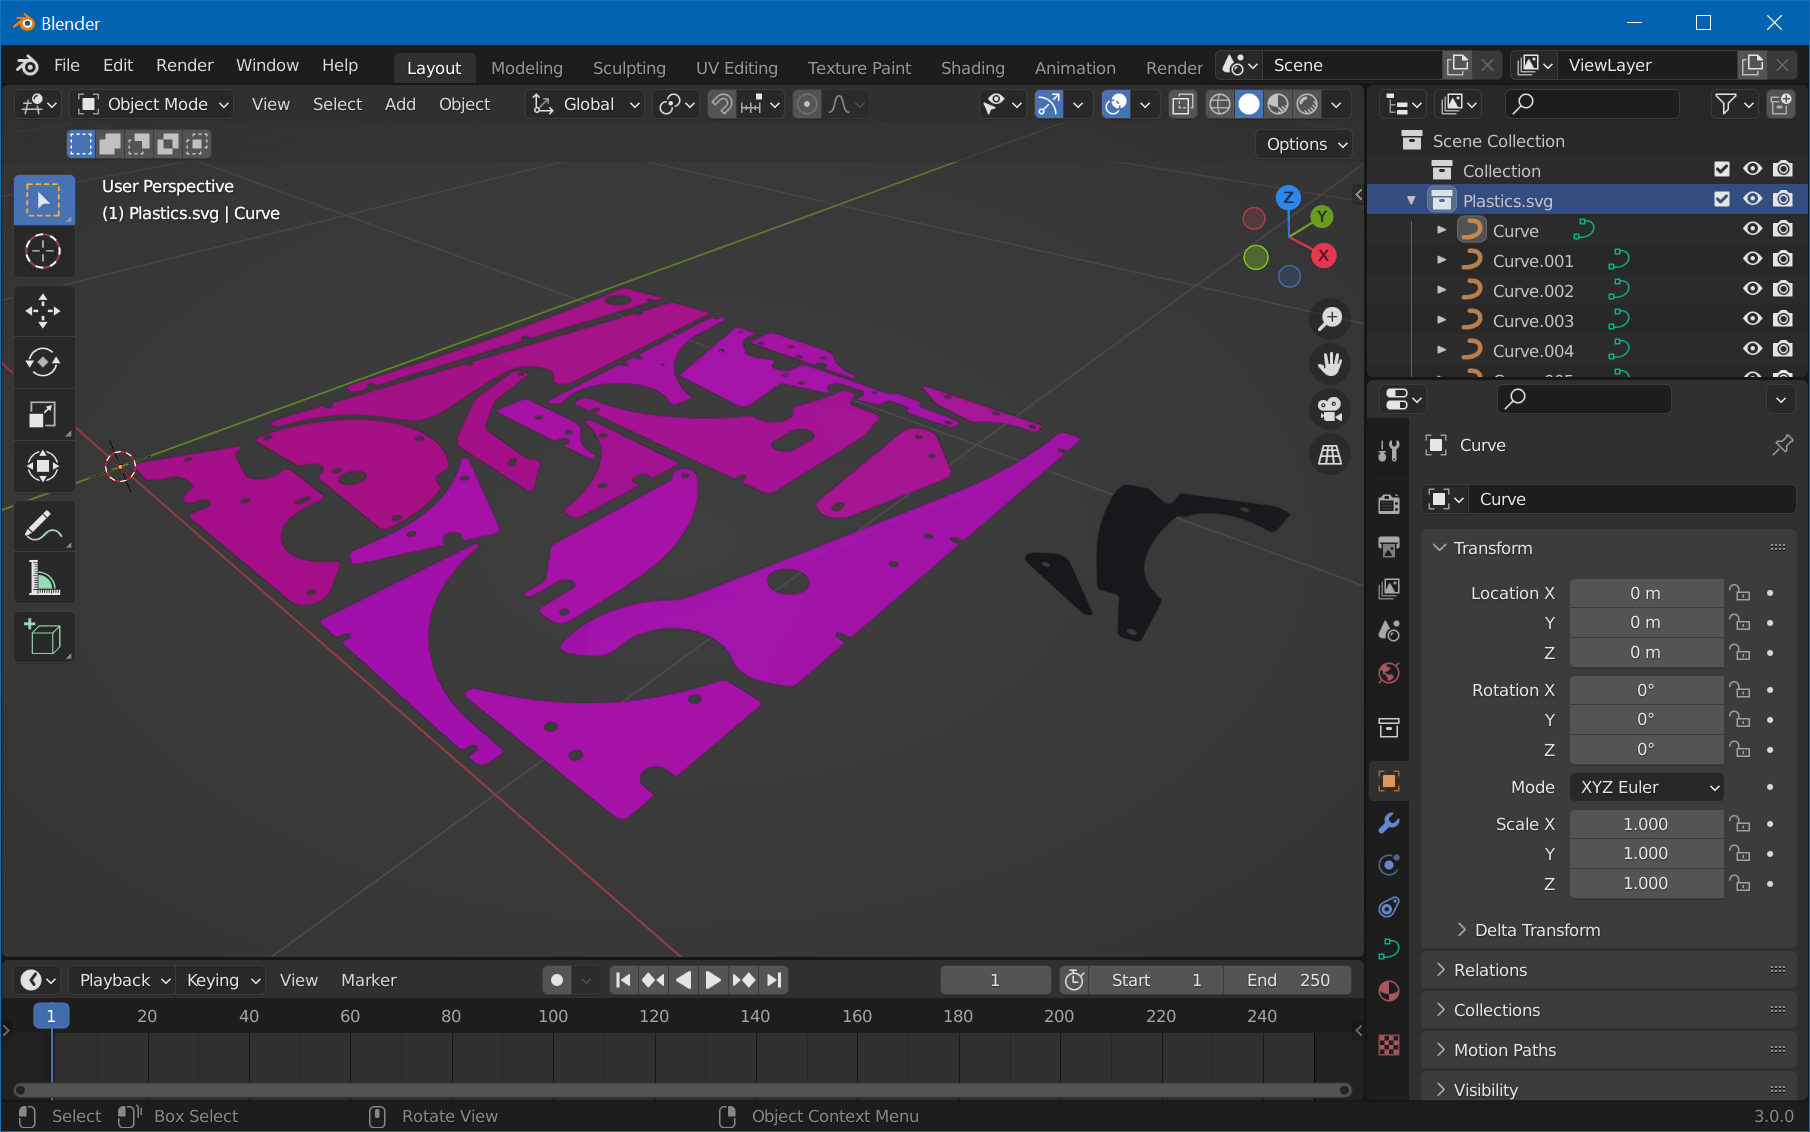 Blender
File Edit Render Window Help Layout Modeling Sculpting UV Editing Texture Paint Shading Animation Render Scene ViewLayer
Object Mode View Select Add Object Global
Options
User Perspective
(1) Plastics.svg | Curve
Z
Y
X
Scene Collection
Collection
Plastics.svg
Curve
Curve.001
Curve.002
Curve.003
Curve.004
Curve
Curve
Transform
Location X 0 m
Y 0 m
Z 0 m
Rotation X 0°
Y 0°
Z 0°
Mode XYZ Euler
Scale X 1.000
Y 1.000
Z 1.000
Delta Transform
Relations
Collections
Motion Paths
Visibility
Playback Keying View Marker 1 Start 1 End 250
1 20 40 60 80 100 120 140 160 180 200 220 240
Select Box Select Rotate View Object Context Menu 3.0.0